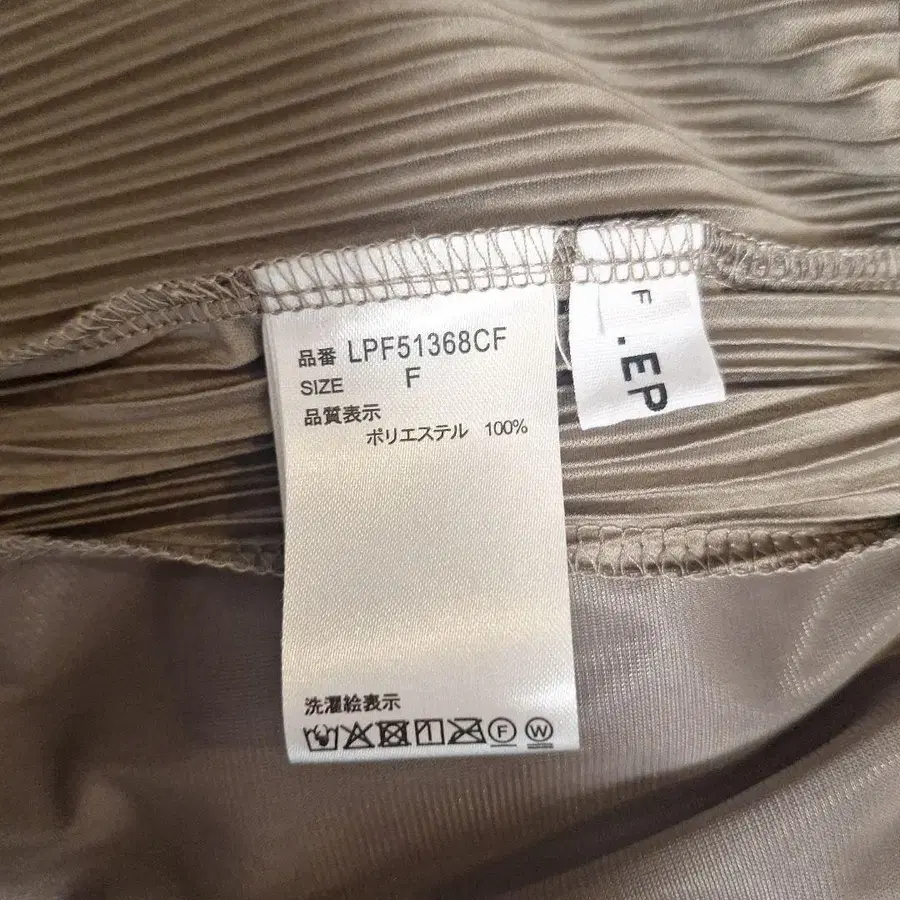 品番 LPF51368CF
SIZE F
品質表示
ポリエステル 100%
洗濯絵表示
F W
F
.EP